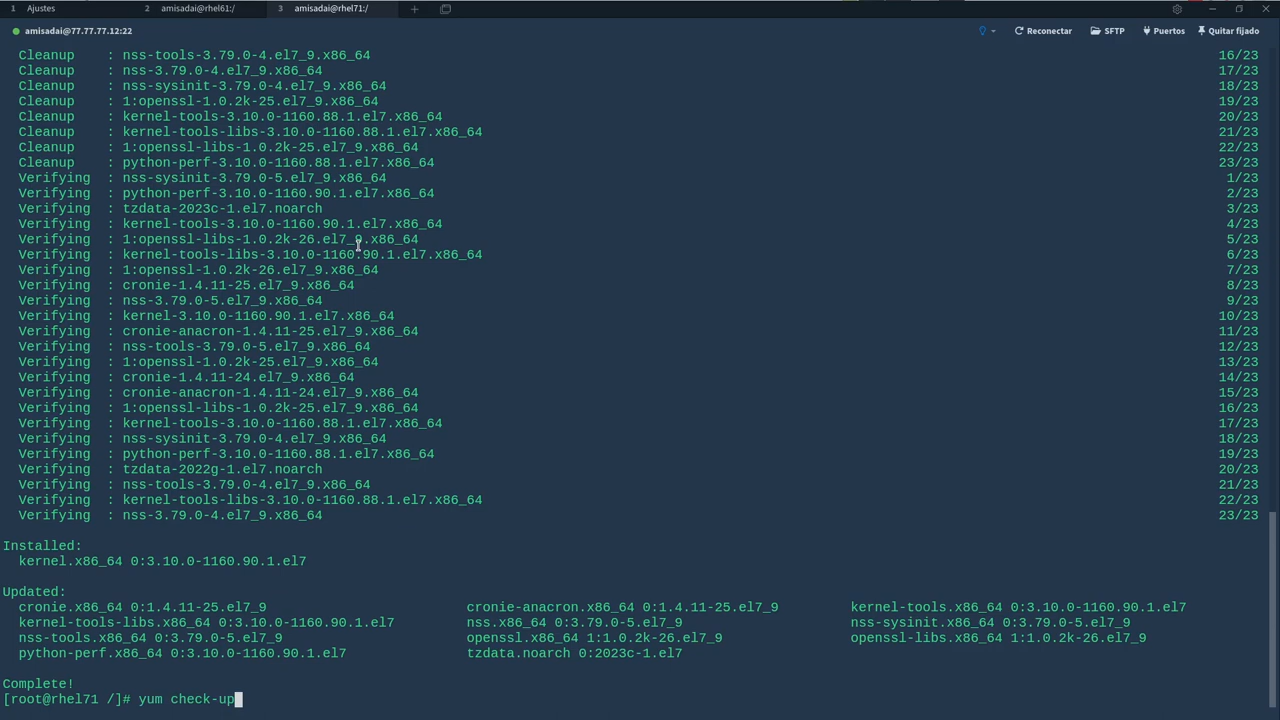 1 Ajustes 2 amisadai@rhel61:/ 3 amisadai@rhel71:/
amisadai@77.77.77.12:22 Reconectar SFTP Puertos Quitar fijado
Cleanup : nss-tools-3.79.0-4.el7_9.x86_64 16/23
Cleanup : nss-3.79.0-4.el7_9.x86_64 17/23
Cleanup : nss-sysinit-3.79.0-4.el7_9.x86_64 18/23
Cleanup : 1:openssl-1.0.2k-25.el7_9.x86_64 19/23
Cleanup : kernel-tools-3.10.0-1160.88.1.el7.x86_64 20/23
Cleanup : kernel-tools-libs-3.10.0-1160.88.1.el7.x86_64 21/23
Cleanup : 1:openssl-libs-1.0.2k-25.el7_9.x86_64 22/23
Cleanup : python-perf-3.10.0-1160.88.1.el7.x86_64 23/23
Verifying : nss-sysinit-3.79.0-5.el7_9.x86_64 1/23
Verifying : python-perf-3.10.0-1160.90.1.el7.x86_64 2/23
Verifying : tzdata-2023c-1.el7.noarch 3/23
Verifying : kernel-tools-3.10.0-1160.90.1.el7.x86_64 4/23
Verifying : 1:openssl-libs-1.0.2k-26.el7_9.x86_64 5/23
Verifying : kernel-tools-libs-3.10.0-1160.90.1.el7.x86_64 6/23
Verifying : 1:openssl-1.0.2k-26.el7_9.x86_64 7/23
Verifying : cronie-1.4.11-25.el7_9.x86_64 8/23
Verifying : nss-3.79.0-5.el7_9.x86_64 9/23
Verifying : kernel-3.10.0-1160.90.1.el7.x86_64 10/23
Verifying : cronie-anacron-1.4.11-25.el7_9.x86_64 11/23
Verifying : nss-tools-3.79.0-5.el7_9.x86_64 12/23
Verifying : 1:openssl-1.0.2k-25.el7_9.x86_64 13/23
Verifying : cronie-1.4.11-24.el7_9.x86_64 14/23
Verifying : cronie-anacron-1.4.11-24.el7_9.x86_64 15/23
Verifying : 1:openssl-libs-1.0.2k-25.el7_9.x86_64 16/23
Verifying : kernel-tools-3.10.0-1160.88.1.el7.x86_64 17/23
Verifying : nss-sysinit-3.79.0-4.el7_9.x86_64 18/23
Verifying : python-perf-3.10.0-1160.88.1.el7.x86_64 19/23
Verifying : tzdata-2022g-1.el7.noarch 20/23
Verifying : nss-tools-3.79.0-4.el7_9.x86_64 21/23
Verifying : kernel-tools-libs-3.10.0-1160.88.1.el7.x86_64 22/23
Verifying : nss-3.79.0-4.el7_9.x86_64 23/23
Installed:
kernel.x86_64 0:3.10.0-1160.90.1.el7
Updated:
cronie.x86_64 0:1.4.11-25.el7_9 cronie-anacron.x86_64 0:1.4.11-25.el7_9 kernel-tools.x86_64 0:3.10.0-1160.90.1.el7
kernel-tools-libs.x86_64 0:3.10.0-1160.90.1.el7 nss.x86_64 0:3.79.0-5.el7_9 nss-sysinit.x86_64 0:3.79.0-5.el7_9
nss-tools.x86_64 0:3.79.0-5.el7_9 openssl.x86_64 1:1.0.2k-26.el7_9 openssl-libs.x86_64 1:1.0.2k-26.el7_9
python-perf.x86_64 0:3.10.0-1160.90.1.el7 tzdata.noarch 0:2023c-1.el7
Complete!
[root@rhel71 /]# yum check-up